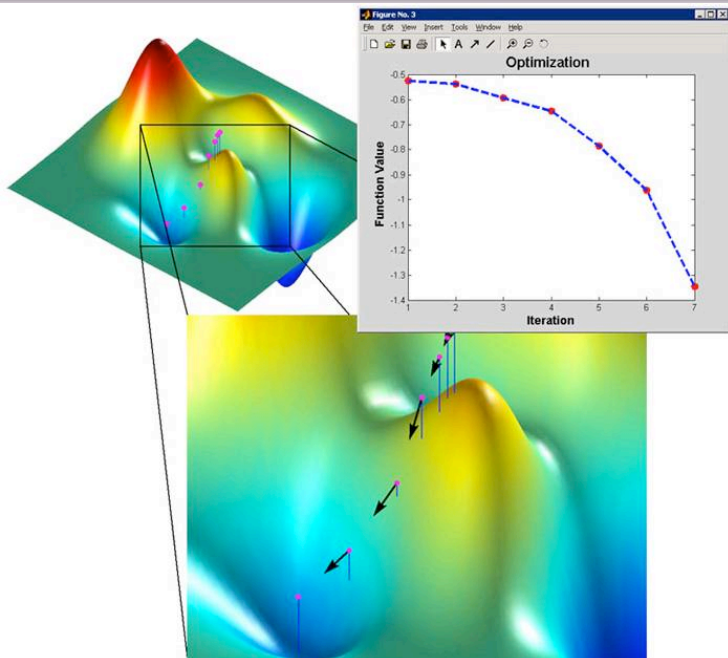 Figure No. 3
File Edit View Insert Tools Window Help
A
Optimization
Function Value
-0.5
-0.6
-0.7
-0.8
-0.9
-1
-1.1
-1.2
-1.3
-1.4
1 2 3 4 5 6 7
Iteration